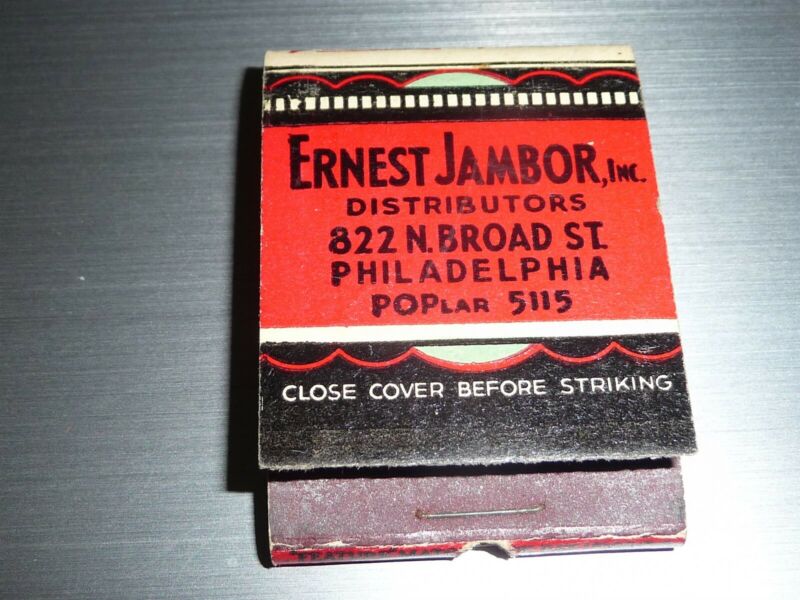 ERNEST JAMBOR, INC.
DISTRIBUTORS
822 N. BROAD ST.
PHILADELPHIA
POPLAR 5115
CLOSE COVER BEFORE STRIKING